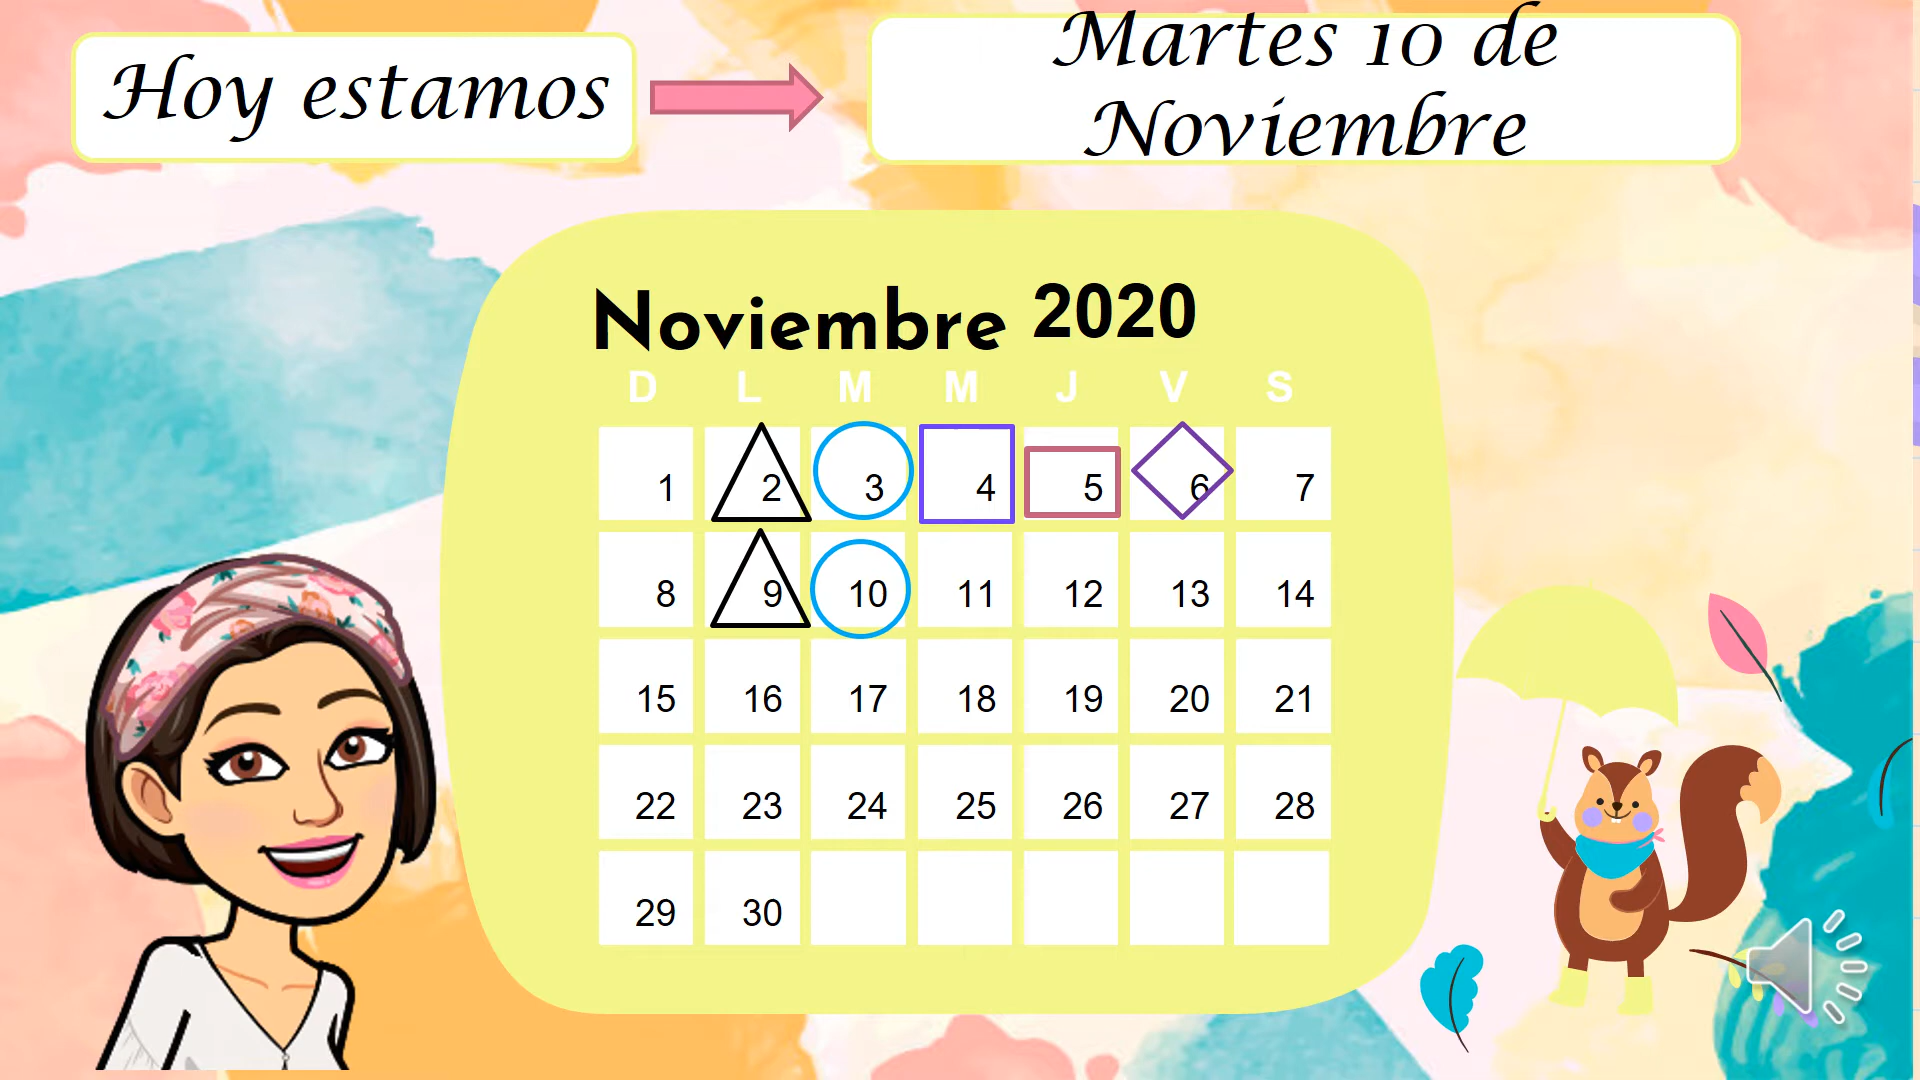 Hoy estamos
Martes 10 de
Noviembre
Noviembre 2020
D L M M J V S
1 2 3 4 5 6 7
8 9 10 11 12 13 14
15 16 17 18 19 20 21
22 23 24 25 26 27 28
29 30